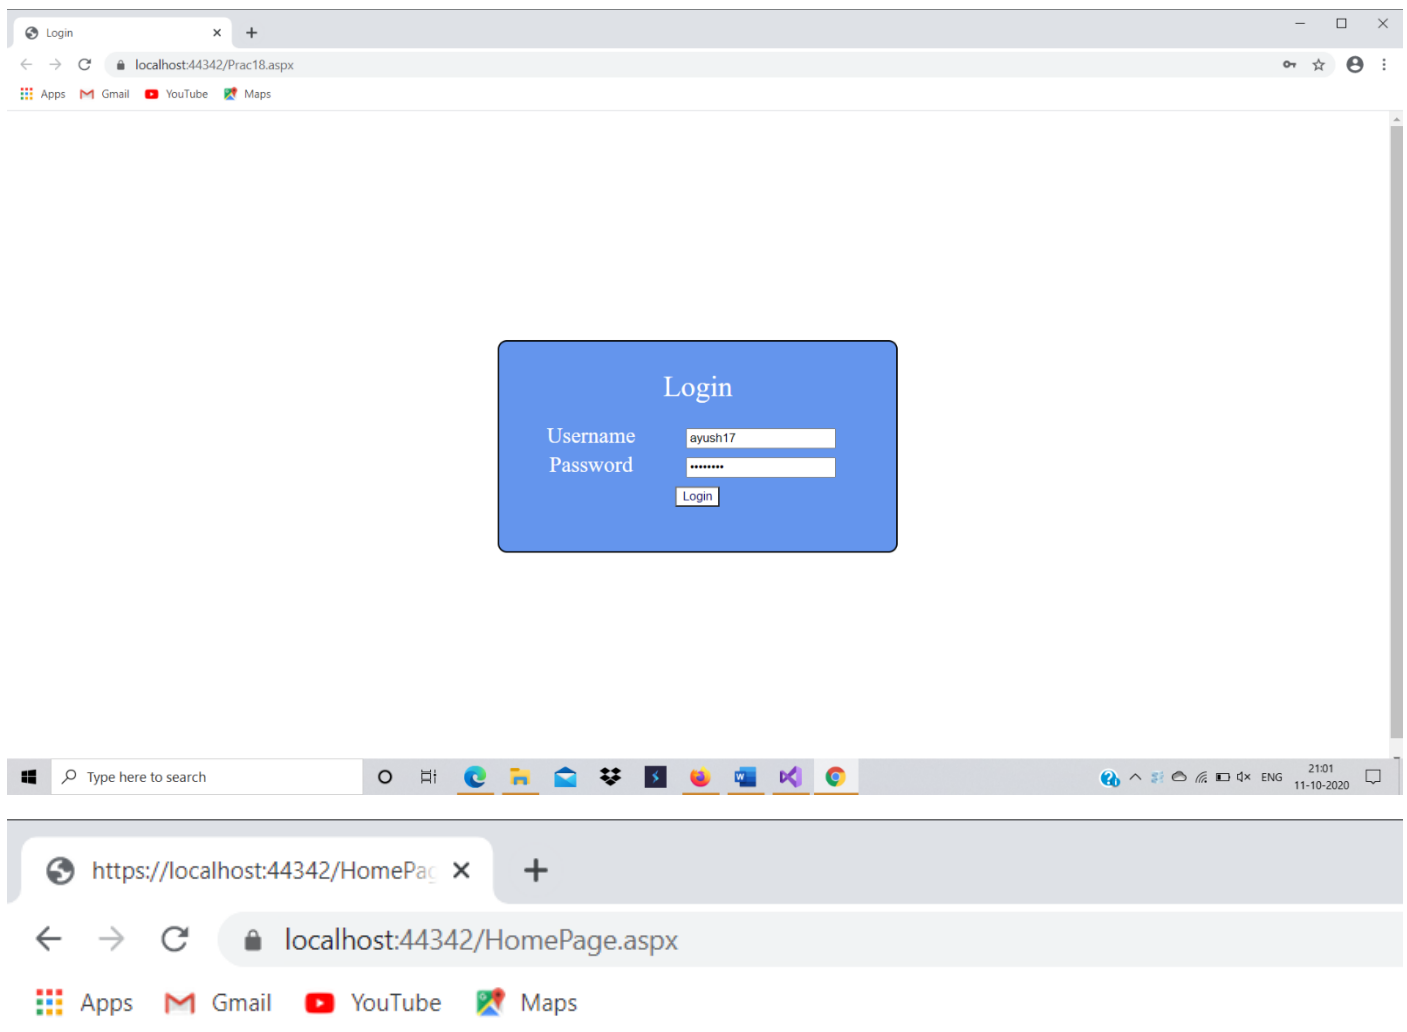 Login
localhost:44342/Prac18.aspx
Apps Gmail YouTube Maps
Login
Username ayush17
Password ••••••••
Login
Type here to search
ENG 21:01
11-10-2020
https://localhost:44342/HomePag
localhost:44342/HomePage.aspx
Apps Gmail YouTube Maps